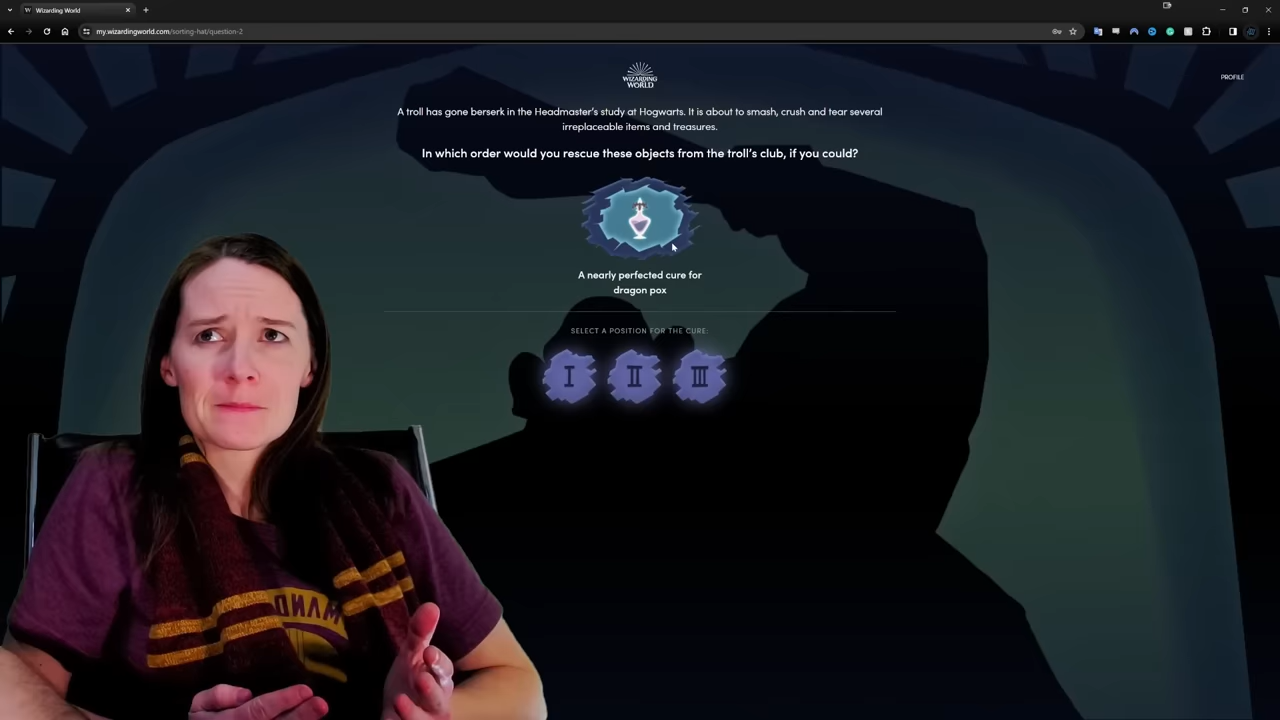 Wizarding World
my.wizardingworld.com/sorting-hat/question-2
WIZARDING
WORLD
PROFILE
A troll has gone berserk in the Headmaster's study at Hogwarts. It is about to smash, crush and tear several
irreplaceable items and treasures.
In which order would you rescue these objects from the troll's club, if you could?
A nearly perfected cure for
dragon pox
SELECT A POSITION FOR THE CURE:
I II III